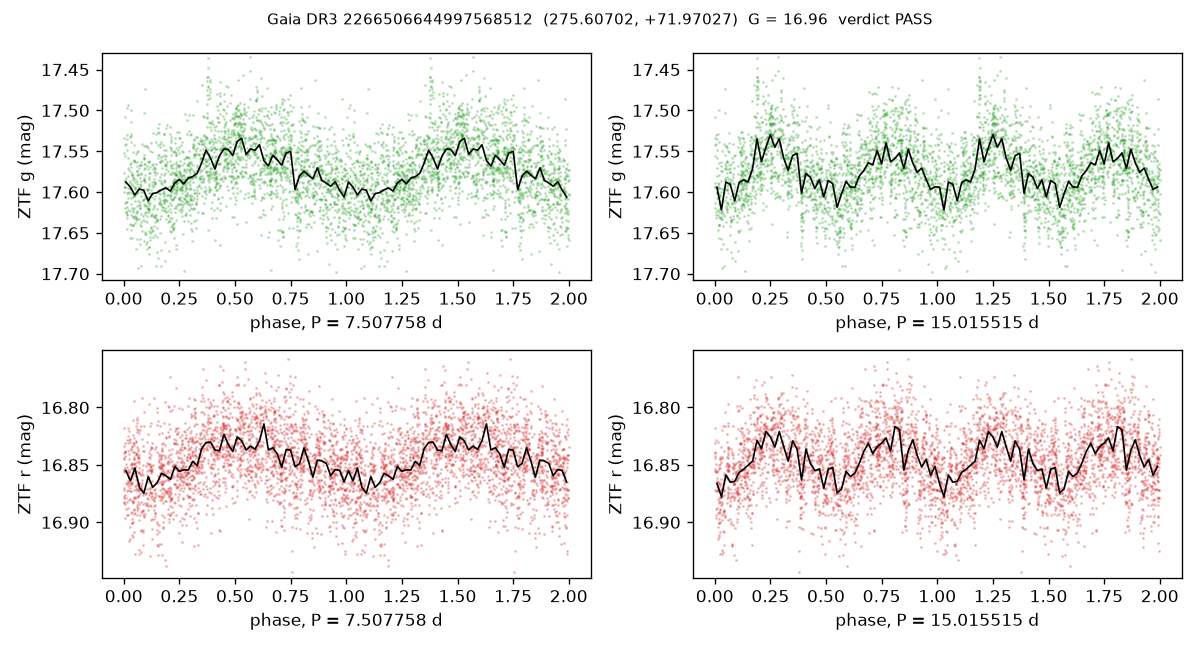 Gaia DR3 2266506644997568512 (275.60702, +71.97027) G = 16.96 verdict PASS
ZTF g (mag)
17.45
17.50
17.55
17.60
17.65
17.70
0.00 0.25 0.50 0.75 1.00 1.25 1.50 1.75 2.00
phase, P = 7.507758 d
ZTF g (mag)
17.45
17.50
17.55
17.60
17.65
17.70
0.00 0.25 0.50 0.75 1.00 1.25 1.50 1.75 2.00
phase, P = 15.015515 d
ZTF r (mag)
16.80
16.85
16.90
0.00 0.25 0.50 0.75 1.00 1.25 1.50 1.75 2.00
phase, P = 7.507758 d
ZTF r (mag)
16.80
16.85
16.90
0.00 0.25 0.50 0.75 1.00 1.25 1.50 1.75 2.00
phase, P = 15.015515 d